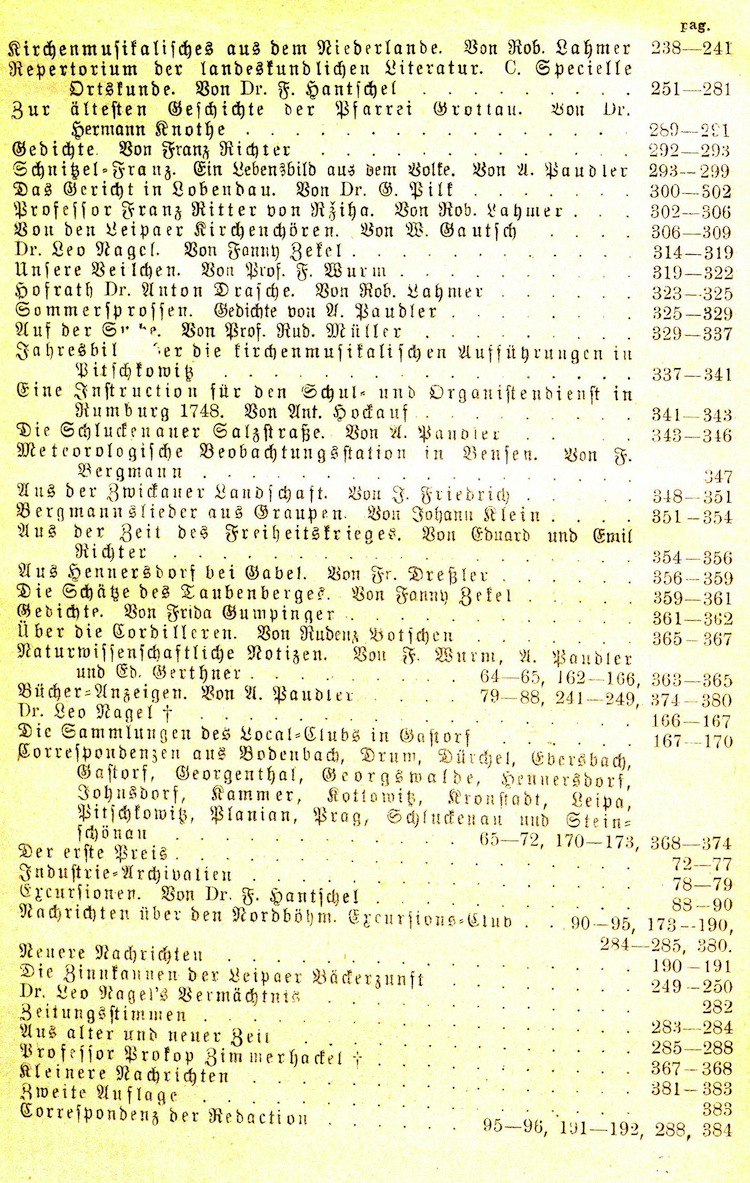 pag.
Kirchenmusikalisches aus dem Niederlande. Von Rob. Lahmer 238—241
Repertorium der landeskundlichen Literatur. C. Specielle
Ortskunde. Von Dr. F. Hantschel . . . . . . . . . 251—281
Zur ältesten Geschichte der Pfarrei Grottau. Von Dr.
Hermann Knothe . . . . . . . . . . . . . . . . . 289—291
Gedichte. Von Franz Richter . . . . . . . . . . . . . . 292—293
Schnitzel-Franz. Ein Lebensbild aus dem Volke. Von A. Paudler 293—299
Das Gericht in Lobendau. Von Dr. G. Pilk . . . . . . . 300—302
Professor Franz Ritter von Ržiha. Von Rob. Lahmer . . . 302—306
Von den Leipaer Kirchenchören. Von W. Gautsch . . . . 306—309
Dr. Leo Nagel. Von Fanny Zekel . . . . . . . . . . . . 314—319
Unsere Veilchen. Von Prof. F. Wurm . . . . . . . . . . 319—322
Hofrath Dr. Anton Drasche. Von Rob. Lahmer . . . . . . 323—325
Sommersprossen. Gedichte von A. Paudler . . . . . . . . 325—329
Auf der Von Prof. Rud. Müller . . . . . . . . . 329—337
Jahresbil die kirchenmusikalischen Aufführungen in
Pitschkowitz . . . . . . . . . . . . . . . . . . 337—341
Eine Instruction für den Schul- und Organistendienst in
Rumburg 1748. Von Ant. Hockauf . . . . . . . . . 341—343
Die Schluckenauer Salzstraße. Von A. Paudler . . . . . 343—346
Meteorologische Beobachtungsstation in Bensen. Von F.
Bergmann . . . . . . . . . . . . . . . . . . . . 347
Aus der Zwickauer Landschaft. Von J. Friedrich . . . . 348—351
Bergmannslieder aus Graupen. Von Johann Klein . . . . 351—354
Aus der Zeit des Freiheitskrieges. Von Eduard und Emil
Richter . . . . . . . . . . . . . . . . . . . . . 354—356
Aus Hennersdorf bei Gabel. Von Fr. Dreßler . . . . . . 356—359
Die Schätze des Taubenberges. Von Fanny Zekel . . . . 359—361
Gedichte. Von Frida Gumpinger . . . . . . . . . . . . . 361—362
Über die Cordilleren. Von Rudenz Botschen . . . . . . . 365—367
Naturwissenschaftliche Notizen. Von F. Wurm, A. Paudler
und Ed. Gerthner . . . . . . . . 64—65, 162—166, 363—365
Bücher-Anzeigen. Von A. Paudler . . . 79—88, 241—249, 374—380
Dr. Leo Nagel † . . . . . . . . . . . . . . . . . . . . 166—167
Die Sammlungen des Local-Clubs in Gastorf . . . . . . 167—170
Correspondenzen aus Bodenbach, Drum, Dürchel, Ebersbach,
Gastorf, Georgenthal, Georgswalde, Hennersdorf,
Johnsdorf, Kammer, Kottowitz, Kronstadt, Leipa,
Pitschkowitz, Planian, Prag, Schluckenau und Stein-
schönau . . . . . . . . . . . . 65—72, 170—173, 368—374
Der erste Preis . . . . . . . . . . . . . . . . . . . . 72—77
Industrie-Archivalien . . . . . . . . . . . . . . . . . 78—79
Excursionen. Von Dr. F. Hantschel . . . . . . . . . . . 88—90
Nachrichten über den Nordböhm. Excursions-Club . . 90—95, 173—190,
284—285, 380.
Neuere Nachrichten . . . . . . . . . . . . . . . . . . 190—191
Die Zinnkannen der Leipaer Bäckerzunft . . . . . . . . 249—250
Dr. Leo Nagel's Vermächtnis . . . . . . . . . . . . . . 282
Zeitungsstimmen . . . . . . . . . . . . . . . . . . . . 283—284
Aus alter und neuer Zeit . . . . . . . . . . . . . . . 285—288
Professor Prokop Zimmerhackel † . . . . . . . . . . . . 367—368
Kleinere Nachrichten . . . . . . . . . . . . . . . . . 381—383
Zweite Auflage . . . . . . . . . . . . . . . . . . . . 383
Correspondenz der Redaction . . . . . 95—96, 191—192, 288, 384